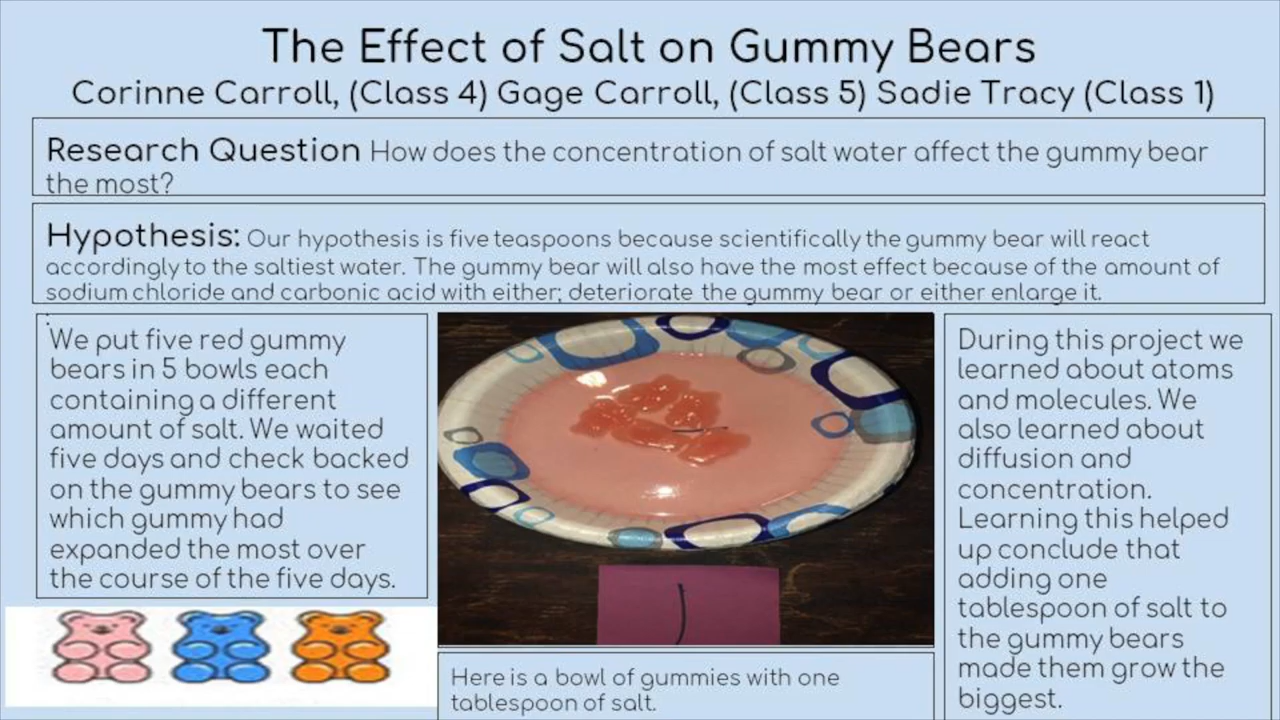 The Effect of Salt on Gummy Bears
Corinne Carroll, (Class 4) Gage Carroll, (Class 5) Sadie Tracy (Class 1)
Research Question How does the concentration of salt water affect the gummy bear
the most?
Hypothesis: Our hypothesis is five teaspoons because scientifically the gummy bear will react
accordingly to the saltiest water. The gummy bear will also have the most effect because of the amount of
sodium chloride and carbonic acid with either; deteriorate the gummy bear or either enlarge it.
.
We put five red gummy
bears in 5 bowls each
containing a different
amount of salt. We waited
five days and check backed
on the gummy bears to see
which gummy had
expanded the most over
the course of the five days.
1
Here is a bowl of gummies with one
tablespoon of salt.
During this project we
learned about atoms
and molecules. We
also learned about
diffusion and
concentration.
Learning this helped
up conclude that
adding one
tablespoon of salt to
the gummy bears
made them grow the
biggest.